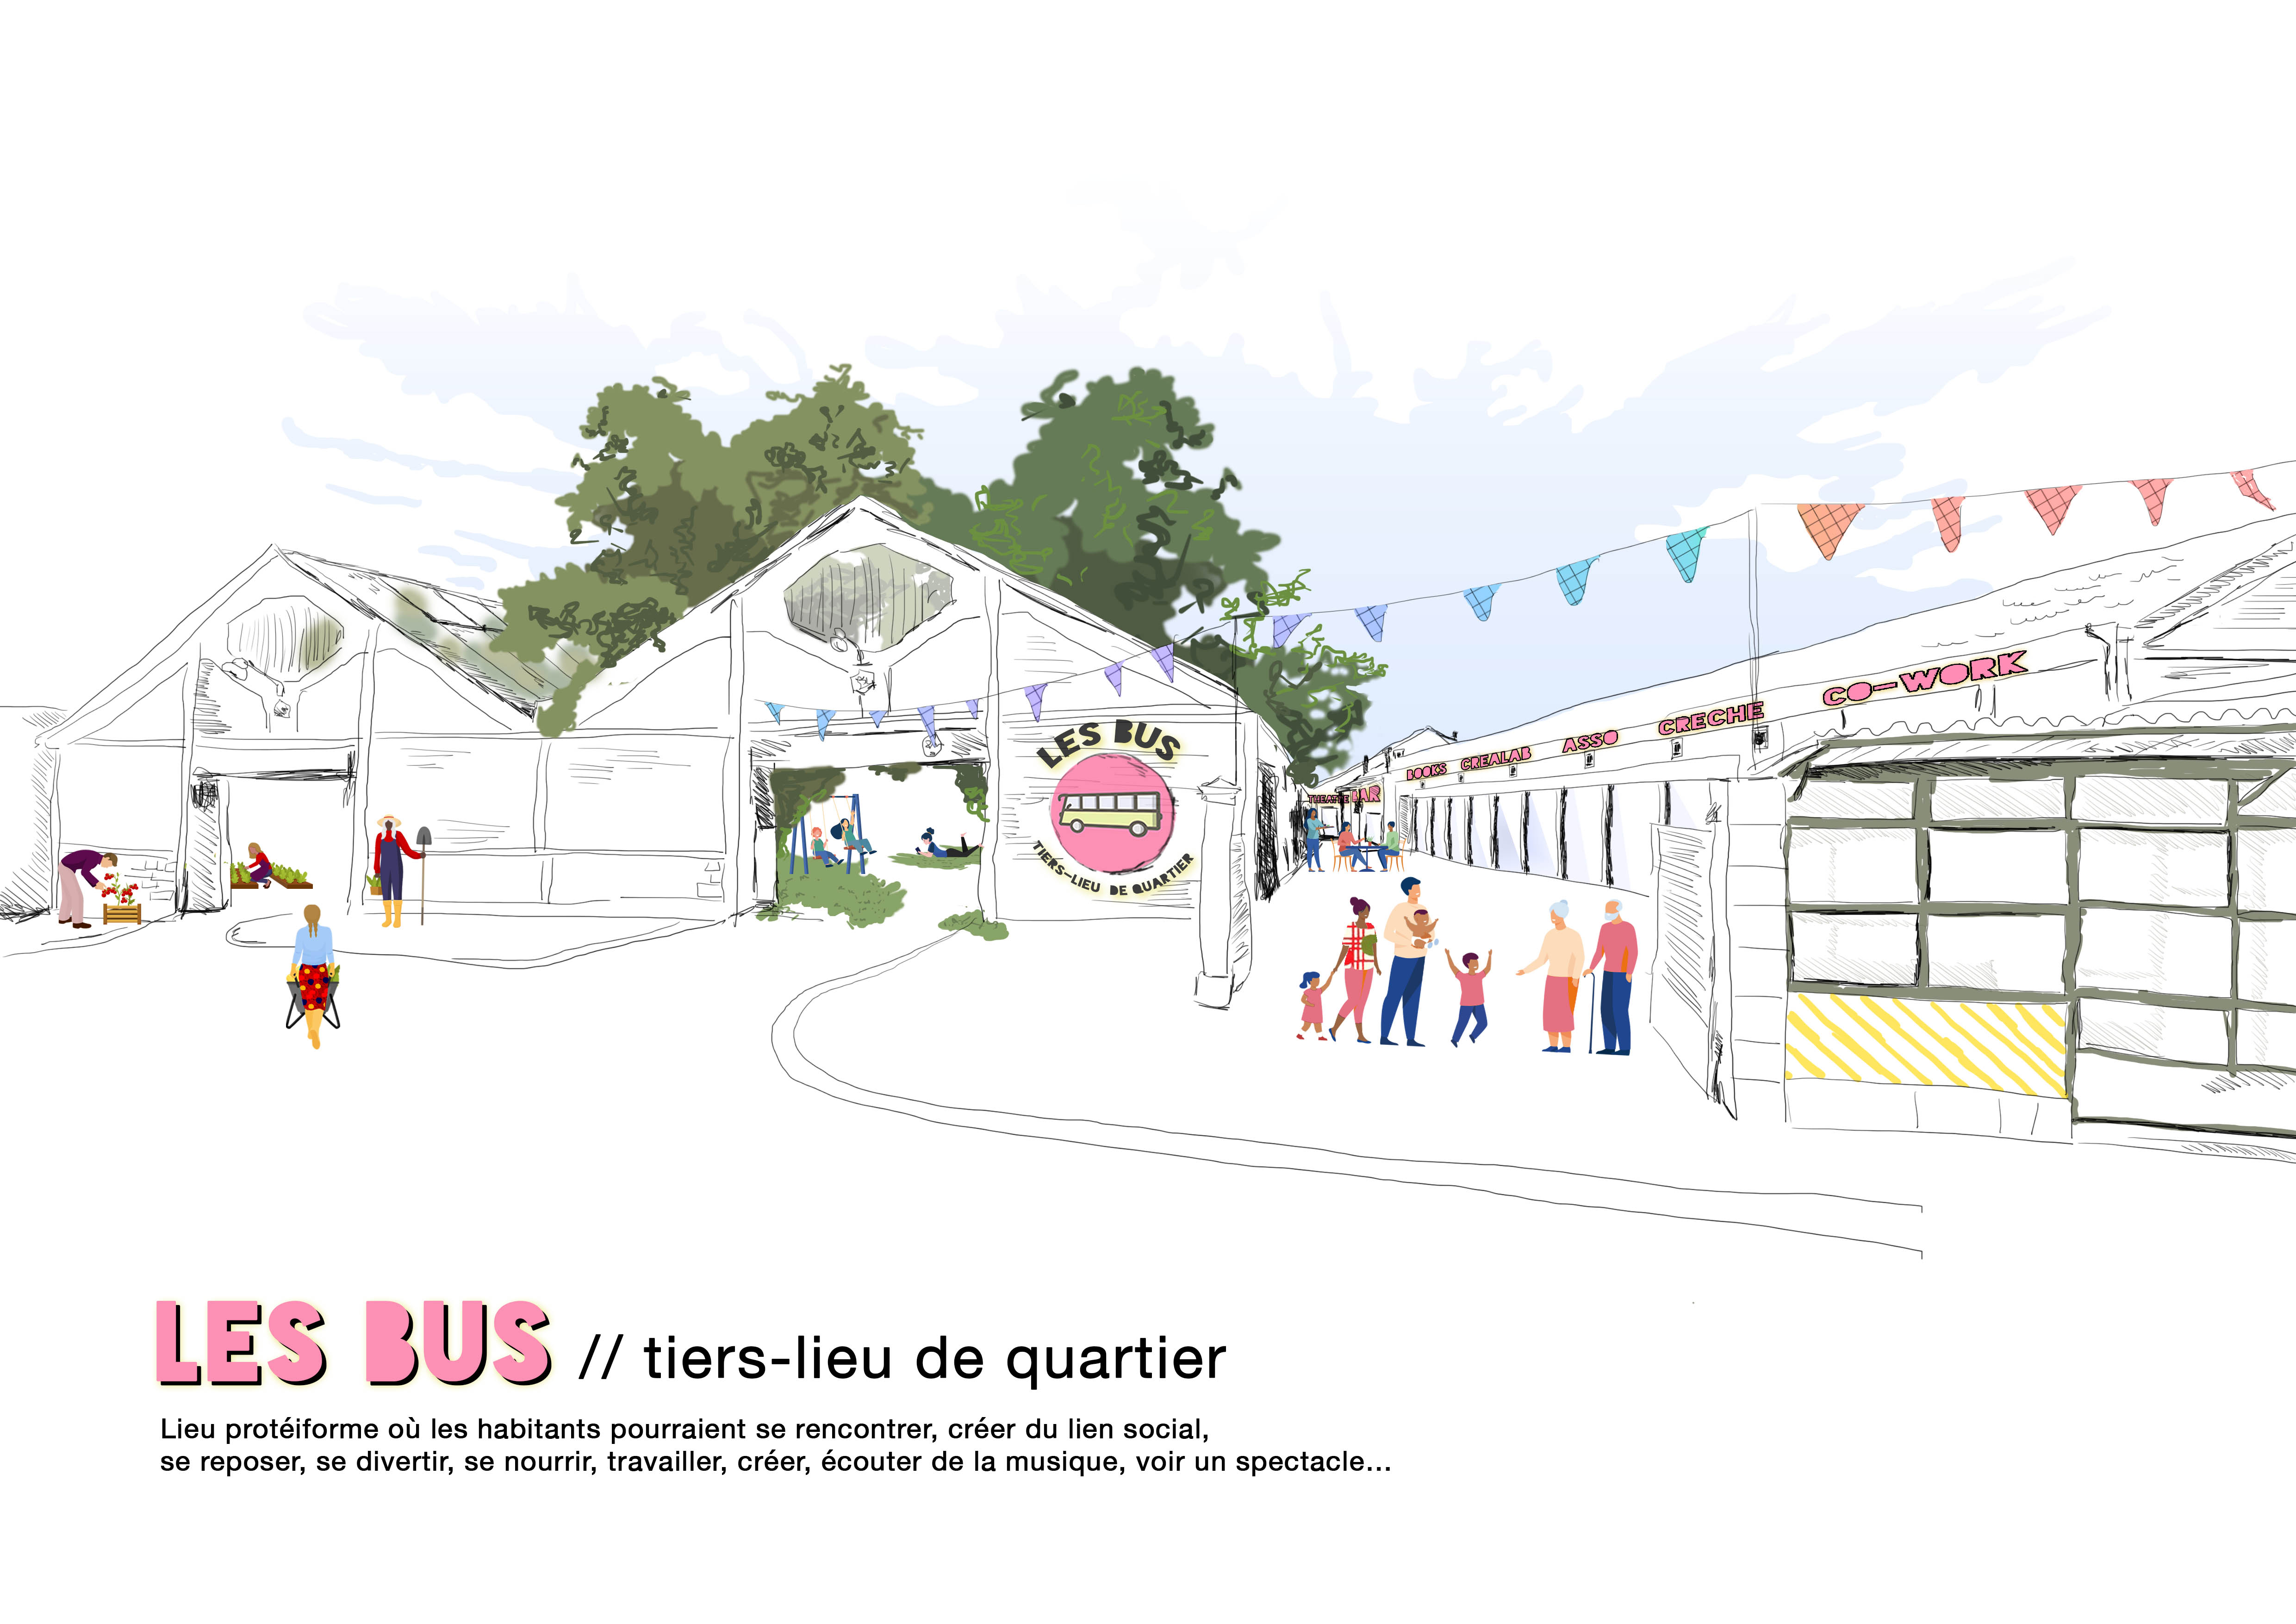 LES BUS
TIERS-LIEU DE QUARTIER
THEATRE BAR
BOOKS CREALAB ASSO CRECHE CO-WORK
LES BUS // tiers-lieu de quartier
Lieu protéiforme où les habitants pourraient se rencontrer, créer du lien social,
se reposer, se divertir, se nourrir, travailler, créer, écouter de la musique, voir un spectacle...